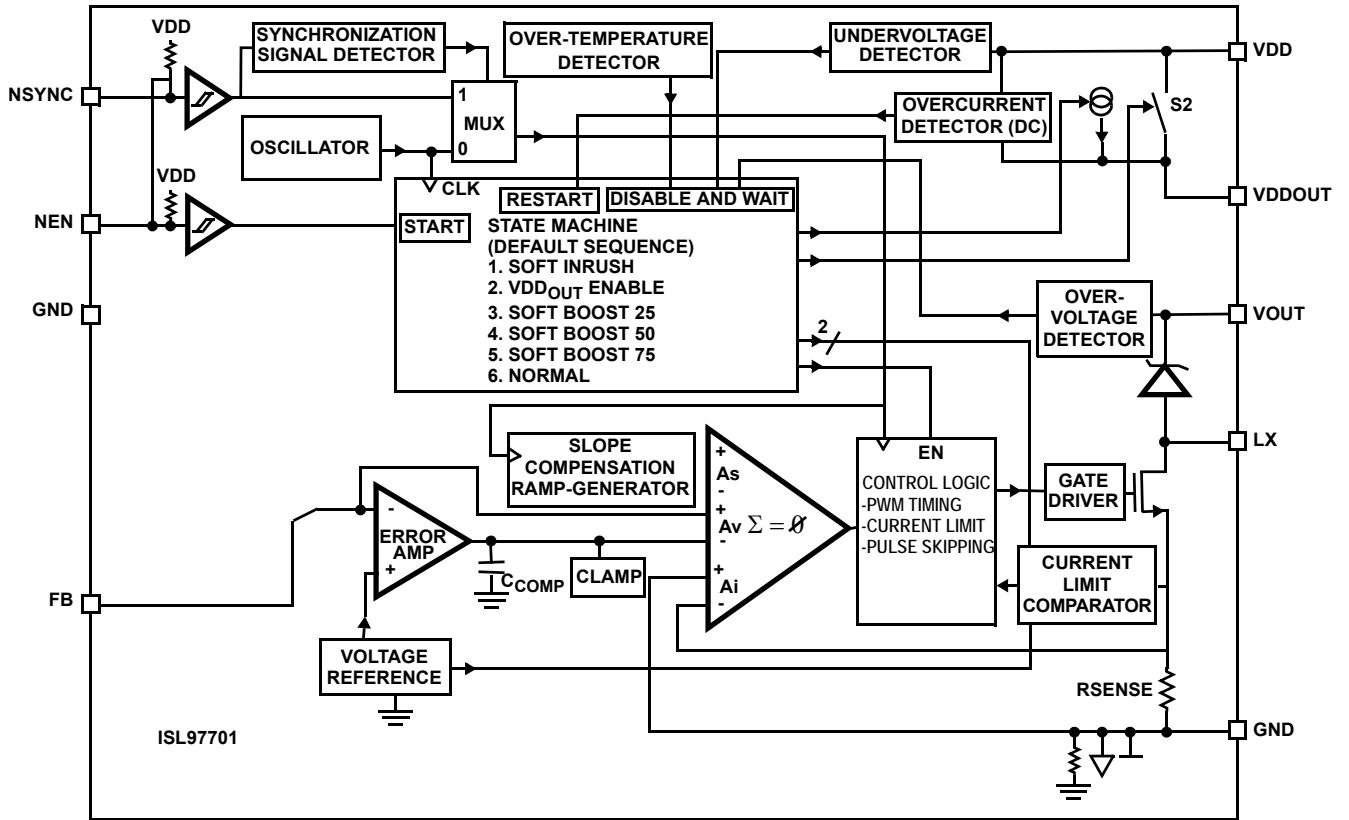 VDD
SYNCHRONIZATION
SIGNAL DETECTOR
OVER-TEMPERATURE
DETECTOR
UNDERVOLTAGE
DETECTOR
VDD
NSYNC
1
MUX
0
OVERCURRENT
DETECTOR (DC)
S2
OSCILLATOR
VDD
CLK
RESTART
DISABLE AND WAIT
VDDOUT
NEN
START
STATE MACHINE
(DEFAULT SEQUENCE)
1. SOFT INRUSH
2. VDDOUT ENABLE
3. SOFT BOOST 25
4. SOFT BOOST 50
5. SOFT BOOST 75
6. NORMAL
GND
2
OVER-
VOLTAGE
DETECTOR
VOUT
LX
SLOPE
COMPENSATION
RAMP-GENERATOR
+
As
-
+
Av Σ = 0
-
+
Ai
-
EN
CONTROL LOGIC
-PWM TIMING
-CURRENT LIMIT
-PULSE SKIPPING
GATE
DRIVER
-
ERROR
AMP
+
CCOMP
CLAMP
CURRENT
LIMIT
COMPARATOR
FB
VOLTAGE
REFERENCE
RSENSE
GND
ISL97701